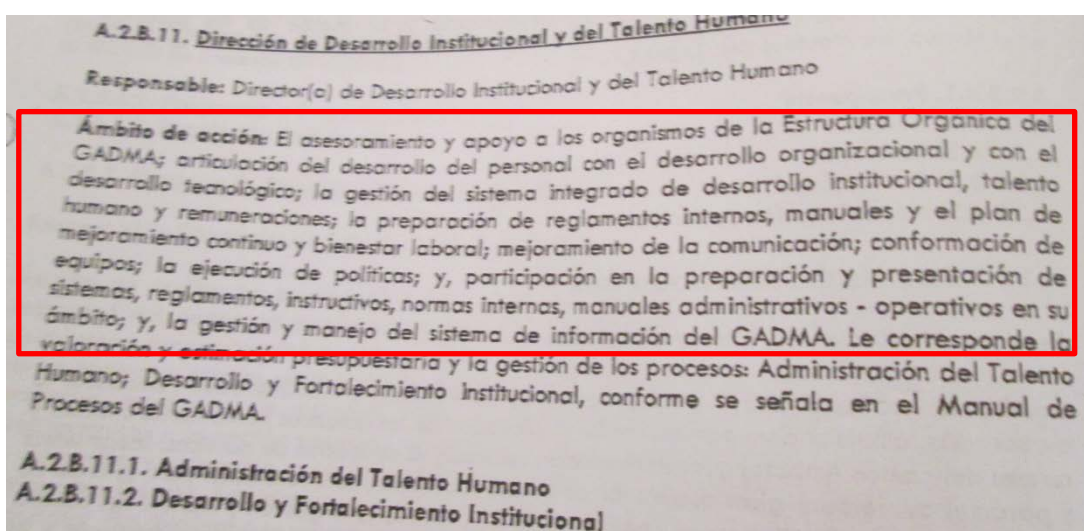 A.2.B.11. Dirección de Desarrollo Institucional y del Talento Humano
Responsable: Director(a) de Desarrollo Institucional y del Talento Humano
Ámbito de acción: El asesoramiento y apoyo a los organismos de la Estructura Orgánica del
GADMA; articulación del desarrollo del personal con el desarrollo organizacional y con el
desarrollo tecnológico; la gestión del sistema integrado de desarrollo institucional, talento
humano y remuneraciones; la preparación de reglamentos internos, manuales y el plan de
mejoramiento continuo y bienestar laboral; mejoramiento de la comunicación; conformación de
equipos; la ejecución de políticas; y, participación en la preparación y presentación de
sistemas, reglamentos, instructivos, normas internas, manuales administrativos - operativos en su
ámbito; y, la gestión y manejo del sistema de información del GADMA. Le corresponde la
valoración y estimación presupuestaria y la gestión de los procesos: Administración del Talento
Humano; Desarrollo y Fortalecimiento Institucional, conforme se señala en el Manual de
Procesos del GADMA.
A.2.B.11.1. Administración del Talento Humano
A.2.B.11.2. Desarrollo y Fortalecimiento Institucional